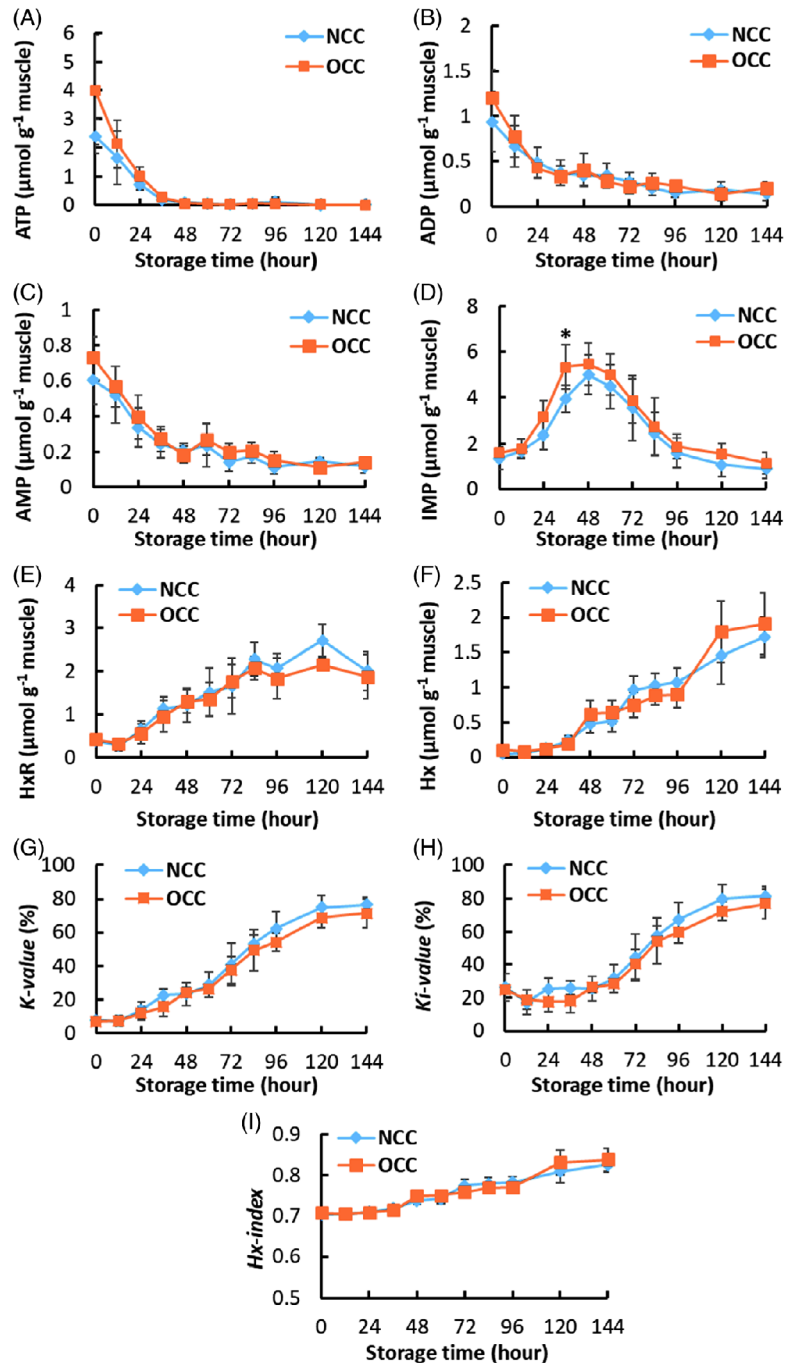 (A)
ATP (μmol g⁻¹ muscle)
6
5
4
3
2
1
0
NCC
OCC
0 24 48 72 96 120 144
Storage time (hour)
(B)
ADP (μmol g⁻¹ muscle)
2
1.5
1
0.5
0
NCC
OCC
0 24 48 72 96 120 144
Storage time (hour)
(C)
AMP (μmol g⁻¹ muscle)
1
0.8
0.6
0.4
0.2
0
NCC
OCC
0 24 48 72 96 120 144
Storage time (hour)
(D)
IMP (μmol g⁻¹ muscle)
8
6
4
2
0
*
NCC
OCC
0 24 48 72 96 120 144
Storage time (hour)
(E)
HxR (μmol g⁻¹ muscle)
4
3
2
1
0
NCC
OCC
0 24 48 72 96 120 144
Storage time (hour)
(F)
Hx (μmol g⁻¹ muscle)
2.5
2
1.5
1
0.5
0
NCC
OCC
0 24 48 72 96 120 144
Storage time (hour)
(G)
K-value (%)
100
80
60
40
20
0
NCC
OCC
0 24 48 72 96 120 144
Storage time (hour)
(H)
Ki-value (%)
100
80
60
40
20
0
NCC
OCC
0 24 48 72 96 120 144
Storage time (hour)
(I)
Hx-index
0.9
0.8
0.7
0.6
0.5
NCC
OCC
0 24 48 72 96 120 144
Storage time (hour)